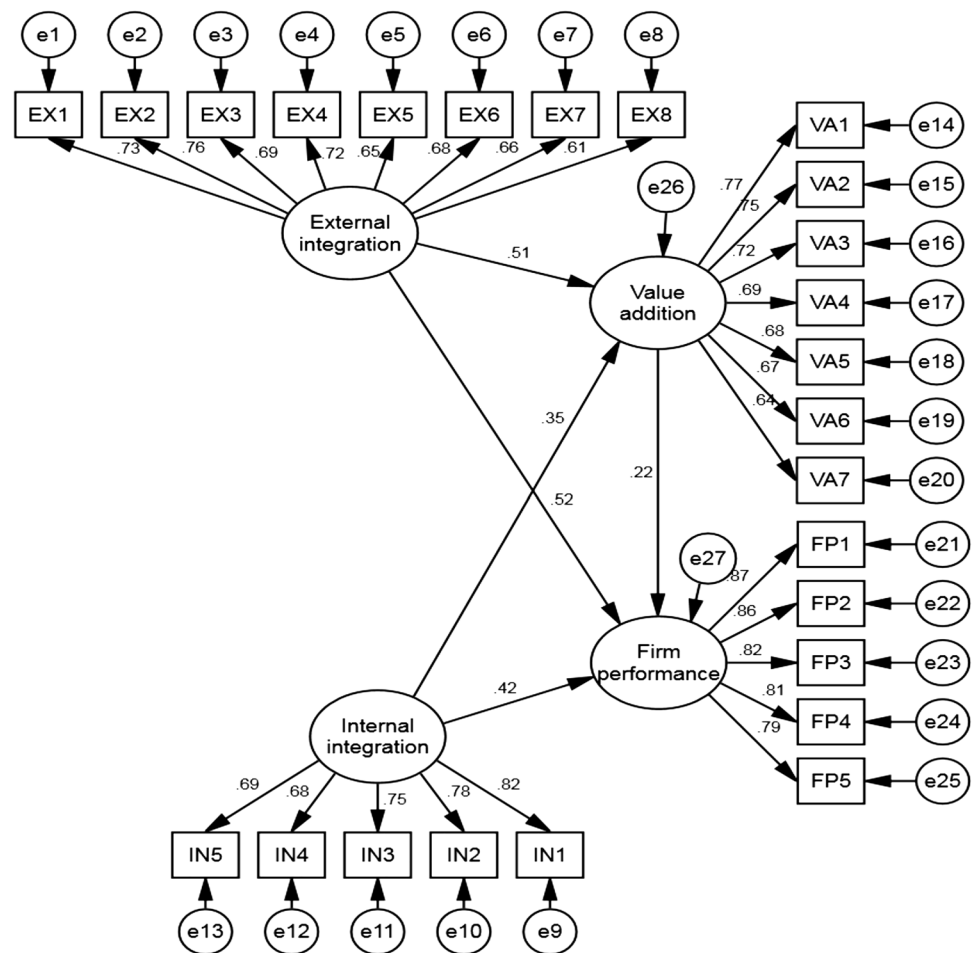 e1 e2 e3 e4 e5 e6 e7 e8
EX1 EX2 EX3 EX4 EX5 EX6 EX7 EX8
.73 .76 .69 .72 .65 .68 .66 .61
External
integration
e26
.51
Value
addition
.77
.75
.72
.69
.68
.67
.64
VA1 e14
VA2 e15
VA3 e16
VA4 e17
VA5 e18
VA6 e19
VA7 e20
.35
.52
.22
e27
Firm
performance
.87
.86
.82
.81
.79
FP1 e21
FP2 e22
FP3 e23
FP4 e24
FP5 e25
.42
Internal
integration
.69 .68 .75 .78 .82
IN5 IN4 IN3 IN2 IN1
e13 e12 e11 e10 e9